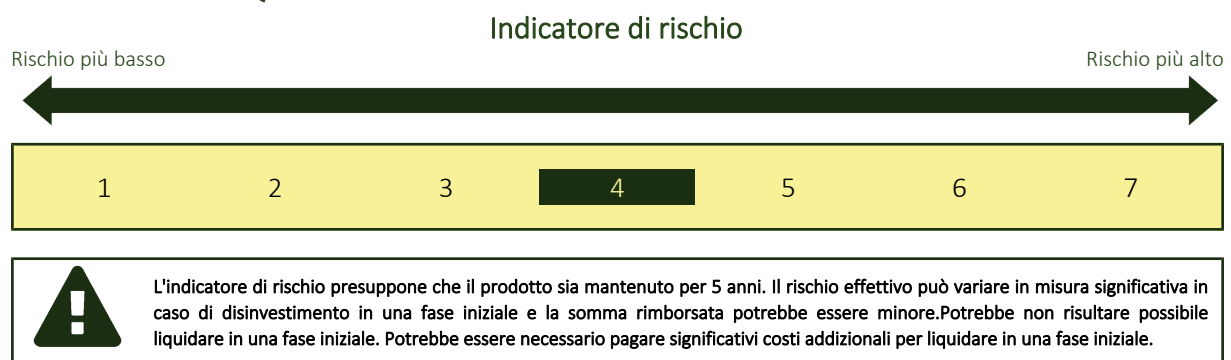 Indicatore di rischio
Rischio più basso
Rischio più alto
1 2 3 4 5 6 7
L'indicatore di rischio presuppone che il prodotto sia mantenuto per 5 anni. Il rischio effettivo può variare in misura significativa in
caso di disinvestimento in una fase iniziale e la somma rimborsata potrebbe essere minore.Potrebbe non risultare possibile
liquidare in una fase iniziale. Potrebbe essere necessario pagare significativi costi addizionali per liquidare in una fase iniziale.